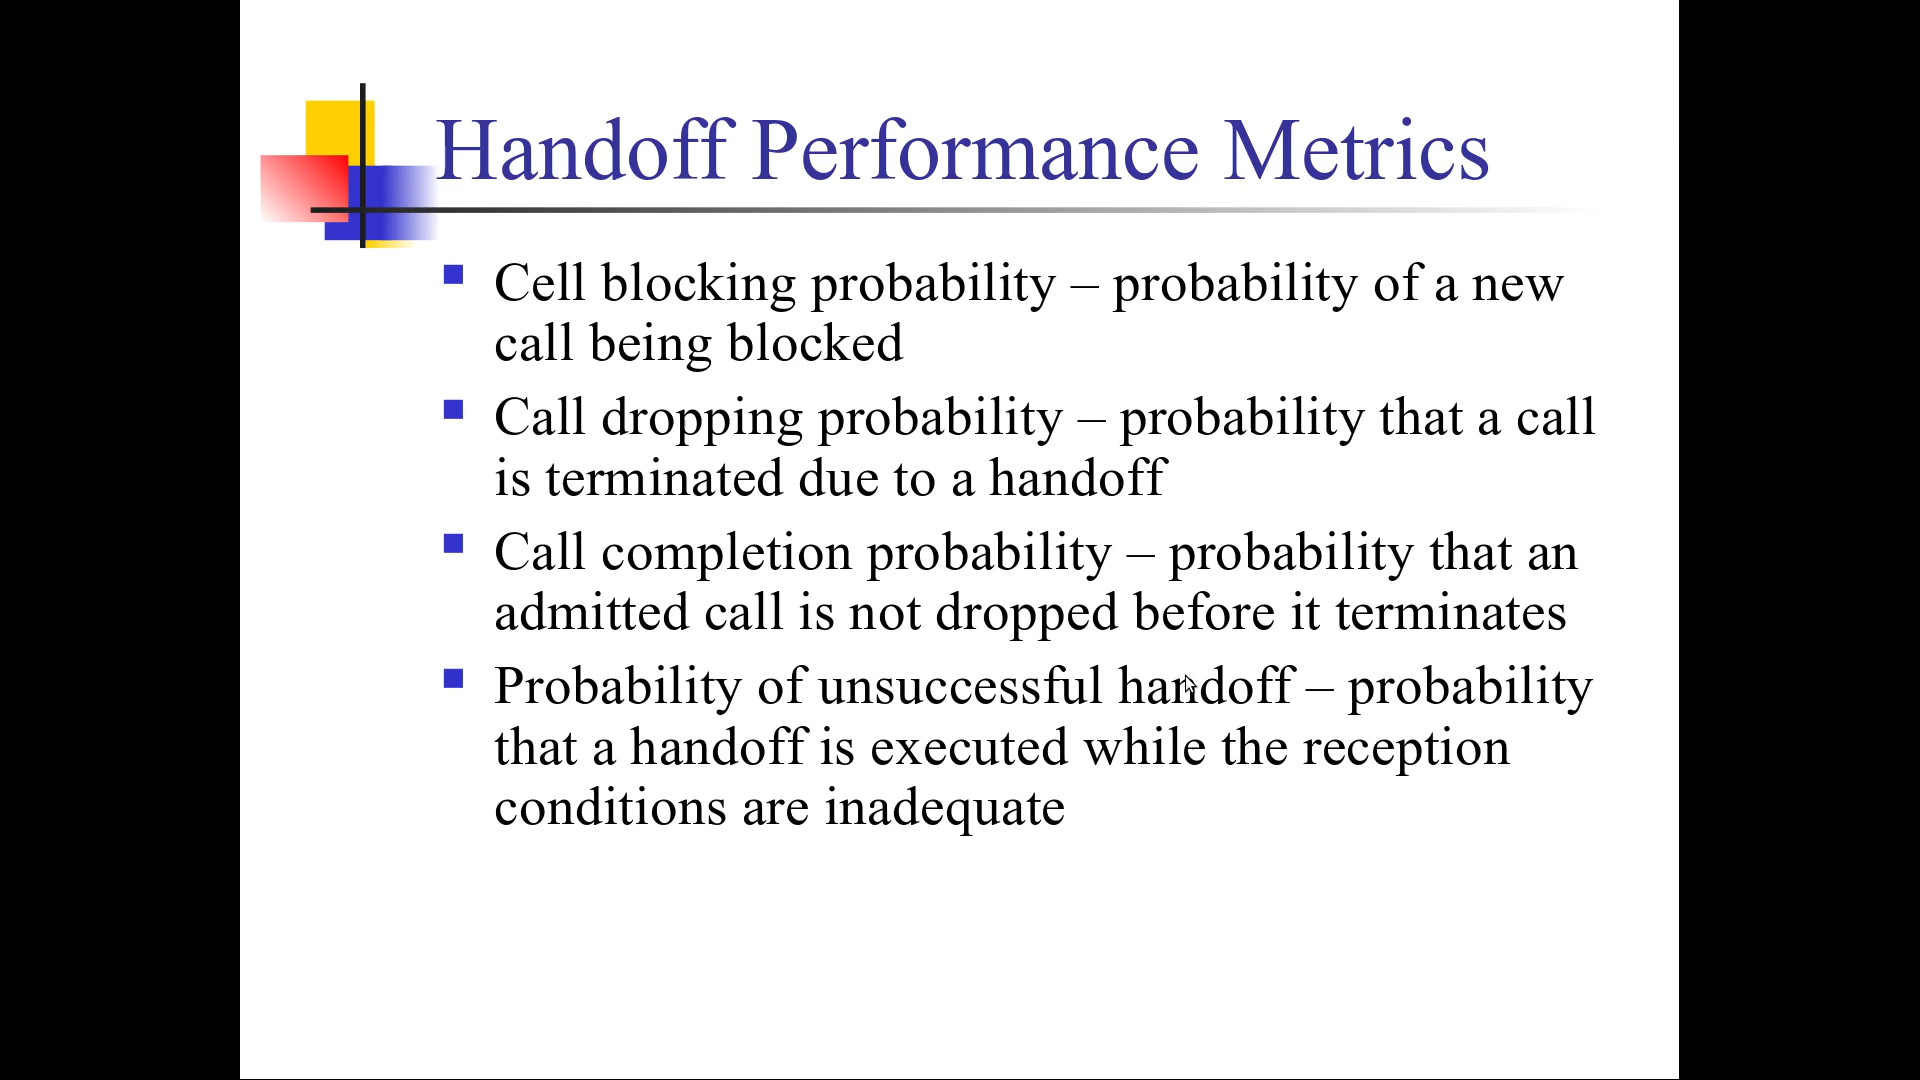 Handoff Performance Metrics
Cell blocking probability – probability of a new
call being blocked
Call dropping probability – probability that a call
is terminated due to a handoff
Call completion probability – probability that an
admitted call is not dropped before it terminates
Probability of unsuccessful handoff – probability
that a handoff is executed while the reception
conditions are inadequate